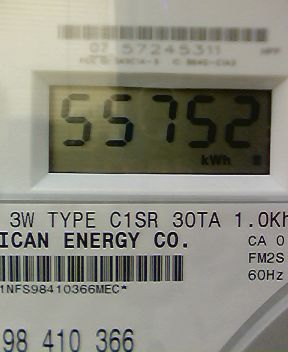 07 57245311
55752
kWh
3W TYPE C1SR 30TA 1.0Kh
ICAN ENERGY CO.
CA 0
FM2S
60Hz
1NFS98410366MEC*
98 410 366